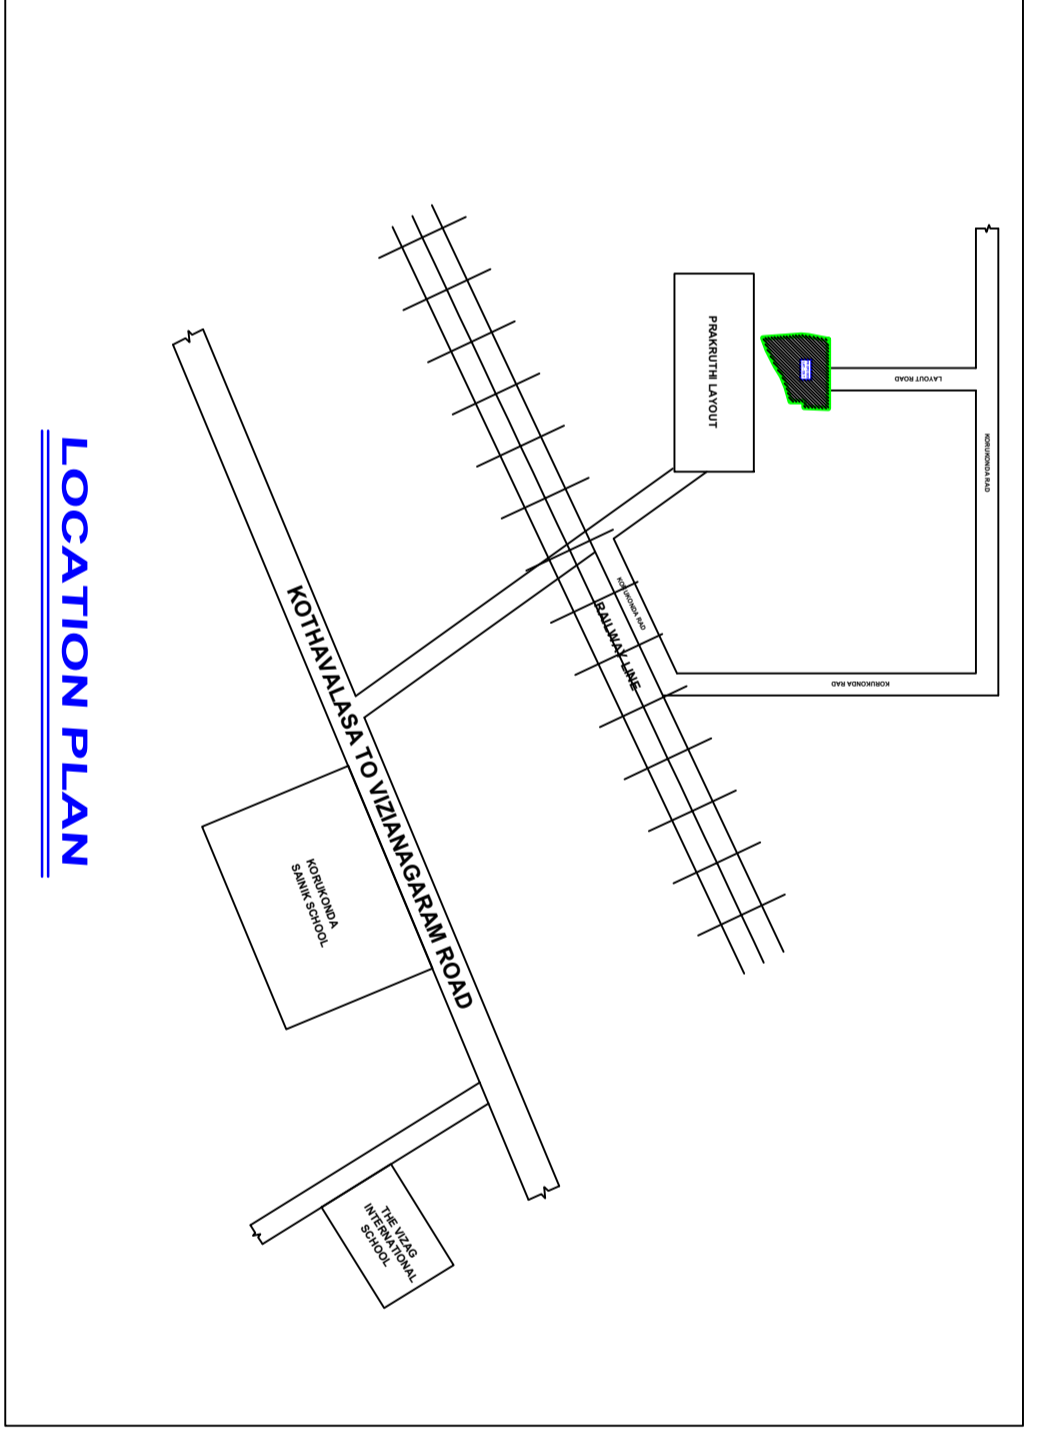 KORUKONDA RAD
LAYOUT ROAD
PRAKRUTHI LAYOUT
KORUKONDA RAD
KORUKONDA RAD
RAILWAY LINE
KOTHAVALASA TO VIZIANAGARAM ROAD
KORUKONDA
SAINIK SCHOOL
THE VIZAG
INTERNATIONAL
SCHOOL
LOCATION PLAN